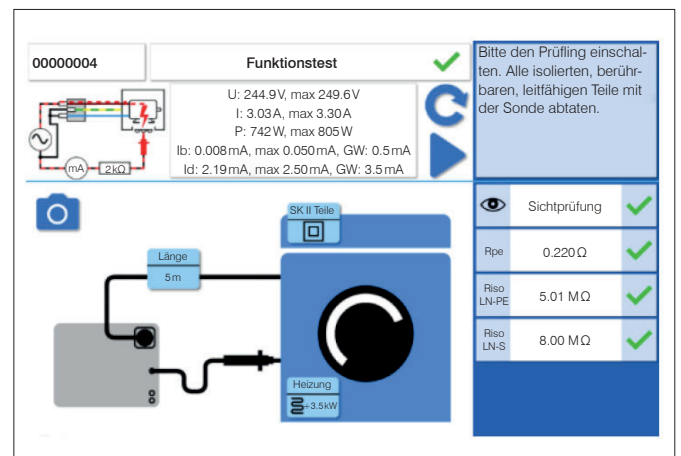 00000004
Funktionstest
U: 244.9V, max 249.6V
I: 3.03A, max 3.30A
P: 742W, max 805W
Ib: 0.008mA, max 0.050mA, GW: 0.5mA
Id: 2.19mA, max 2.50mA, GW: 3.5mA
mA
2kΩ
Bitte den Prüfling einschal-
ten. Alle isolierten, berühr-
baren, leitfähigen Teile mit
der Sonde abtasten.
SK II Teile
Länge
5m
Heizung
+3.5kW
Sichtprüfung
Rpe
0.220Ω
Riso
LN-PE
5.01 MΩ
Riso
LN-S
8.00 MΩ